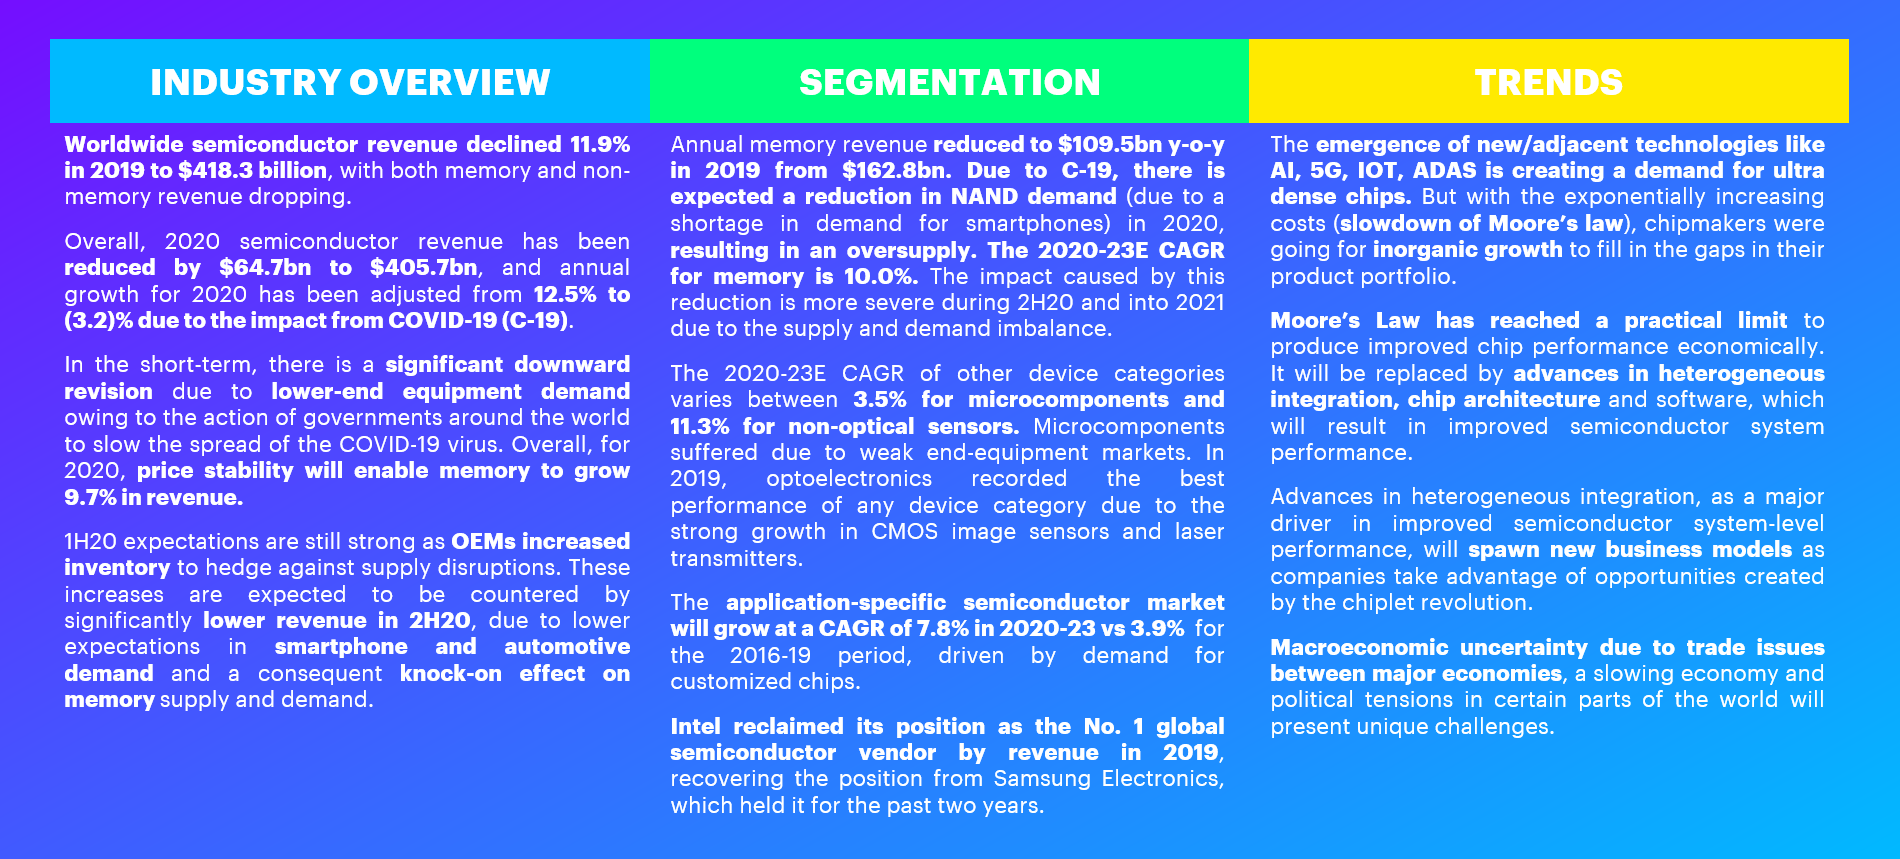 INDUSTRY OVERVIEW
Worldwide semiconductor revenue declined 11.9%
in 2019 to $418.3 billion, with both memory and non-
memory revenue dropping.
Overall, 2020 semiconductor revenue has been
reduced by $64.7bn to $405.7bn, and annual
growth for 2020 has been adjusted from 12.5% to
(3.2)% due to the impact from COVID-19 (C-19).
In the short-term, there is a significant downward
revision due to lower-end equipment demand
owing to the action of governments around the world
to slow the spread of the COVID-19 virus. Overall, for
2020, price stability will enable memory to grow
9.7% in revenue.
1H20 expectations are still strong as OEMs increased
inventory to hedge against supply disruptions. These
increases are expected to be countered by
significantly lower revenue in 2H20, due to lower
expectations in smartphone and automotive
demand and a consequent knock-on effect on
memory supply and demand.
SEGMENTATION
Annual memory revenue reduced to $109.5bn y-o-y
in 2019 from $162.8bn. Due to C-19, there is
expected a reduction in NAND demand (due to a
shortage in demand for smartphones) in 2020,
resulting in an oversupply. The 2020-23E CAGR
for memory is 10.0%. The impact caused by this
reduction is more severe during 2H20 and into 2021
due to the supply and demand imbalance.
The 2020-23E CAGR of other device categories
varies between 3.5% for microcomponents and
11.3% for non-optical sensors. Microcomponents
suffered due to weak end-equipment markets. In
2019, optoelectronics recorded the best
performance of any device category due to the
strong growth in CMOS image sensors and laser
transmitters.
The application-specific semiconductor market
will grow at a CAGR of 7.8% in 2020-23 vs 3.9% for
the 2016-19 period, driven by demand for
customized chips.
Intel reclaimed its position as the No. 1 global
semiconductor vendor by revenue in 2019,
recovering the position from Samsung Electronics,
which held it for the past two years.
TRENDS
The emergence of new/adjacent technologies like
AI, 5G, IOT, ADAS is creating a demand for ultra
dense chips. But with the exponentially increasing
costs (slowdown of Moore's law), chipmakers were
going for inorganic growth to fill in the gaps in their
product portfolio.
Moore's Law has reached a practical limit to
produce improved chip performance economically.
It will be replaced by advances in heterogeneous
integration, chip architecture and software, which
will result in improved semiconductor system
performance.
Advances in heterogeneous integration, as a major
driver in improved semiconductor system-level
performance, will spawn new business models as
companies take advantage of opportunities created
by the chiplet revolution.
Macroeconomic uncertainty due to trade issues
between major economies, a slowing economy and
political tensions in certain parts of the world will
present unique challenges.